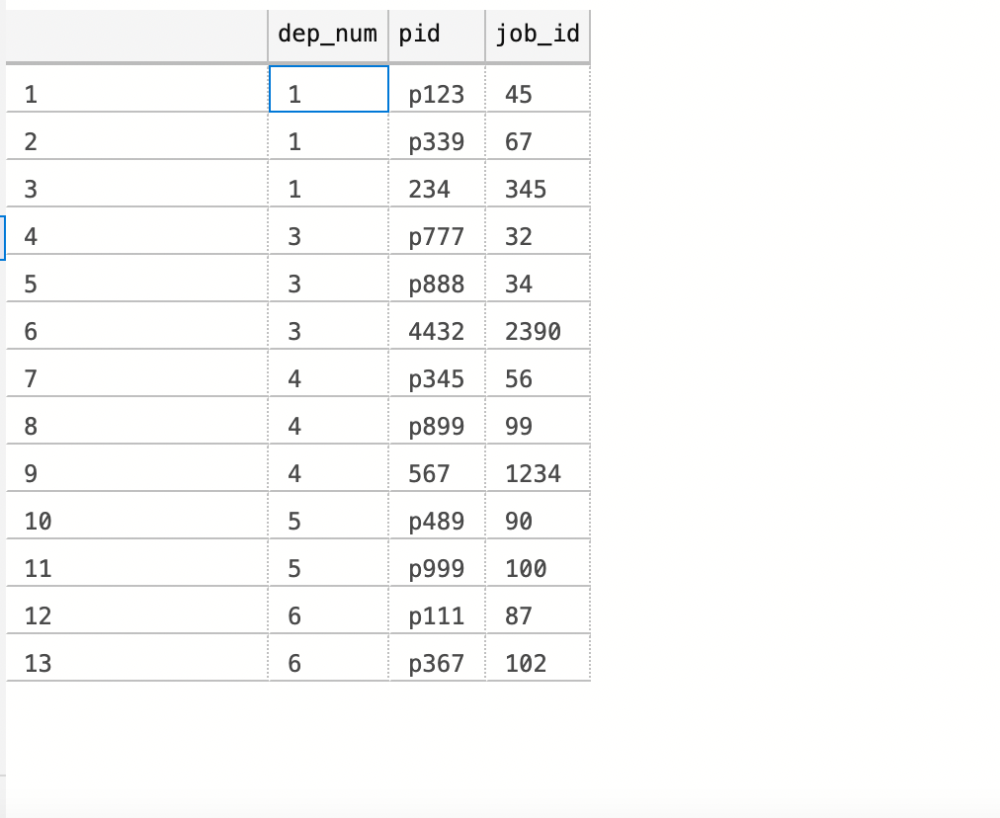 dep_num pid job_id
1 1 p123 45
2 1 p339 67
3 1 234 345
4 3 p777 32
5 3 p888 34
6 3 4432 2390
7 4 p345 56
8 4 p899 99
9 4 567 1234
10 5 p489 90
11 5 p999 100
12 6 p111 87
13 6 p367 102